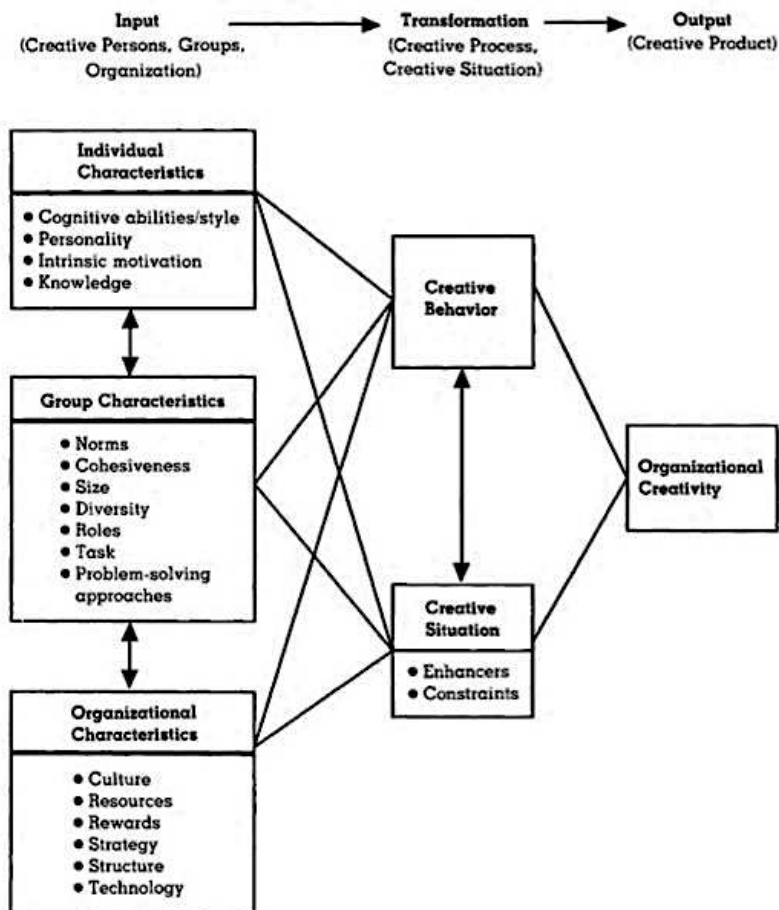 Input
(Creative Persons, Groups,
Organization)
Transformation
(Creative Process,
Creative Situation)
Output
(Creative Product)
Individual
Characteristics
● Cognitive abilities/style
● Personality
● Intrinsic motivation
● Knowledge
Group Characteristics
● Norms
● Cohesiveness
● Size
● Diversity
● Roles
● Task
● Problem-solving
approaches
Organizational
Characteristics
● Culture
● Resources
● Rewards
● Strategy
● Structure
● Technology
Creative
Behavior
Creative
Situation
● Enhancers
● Constraints
Organizational
Creativity